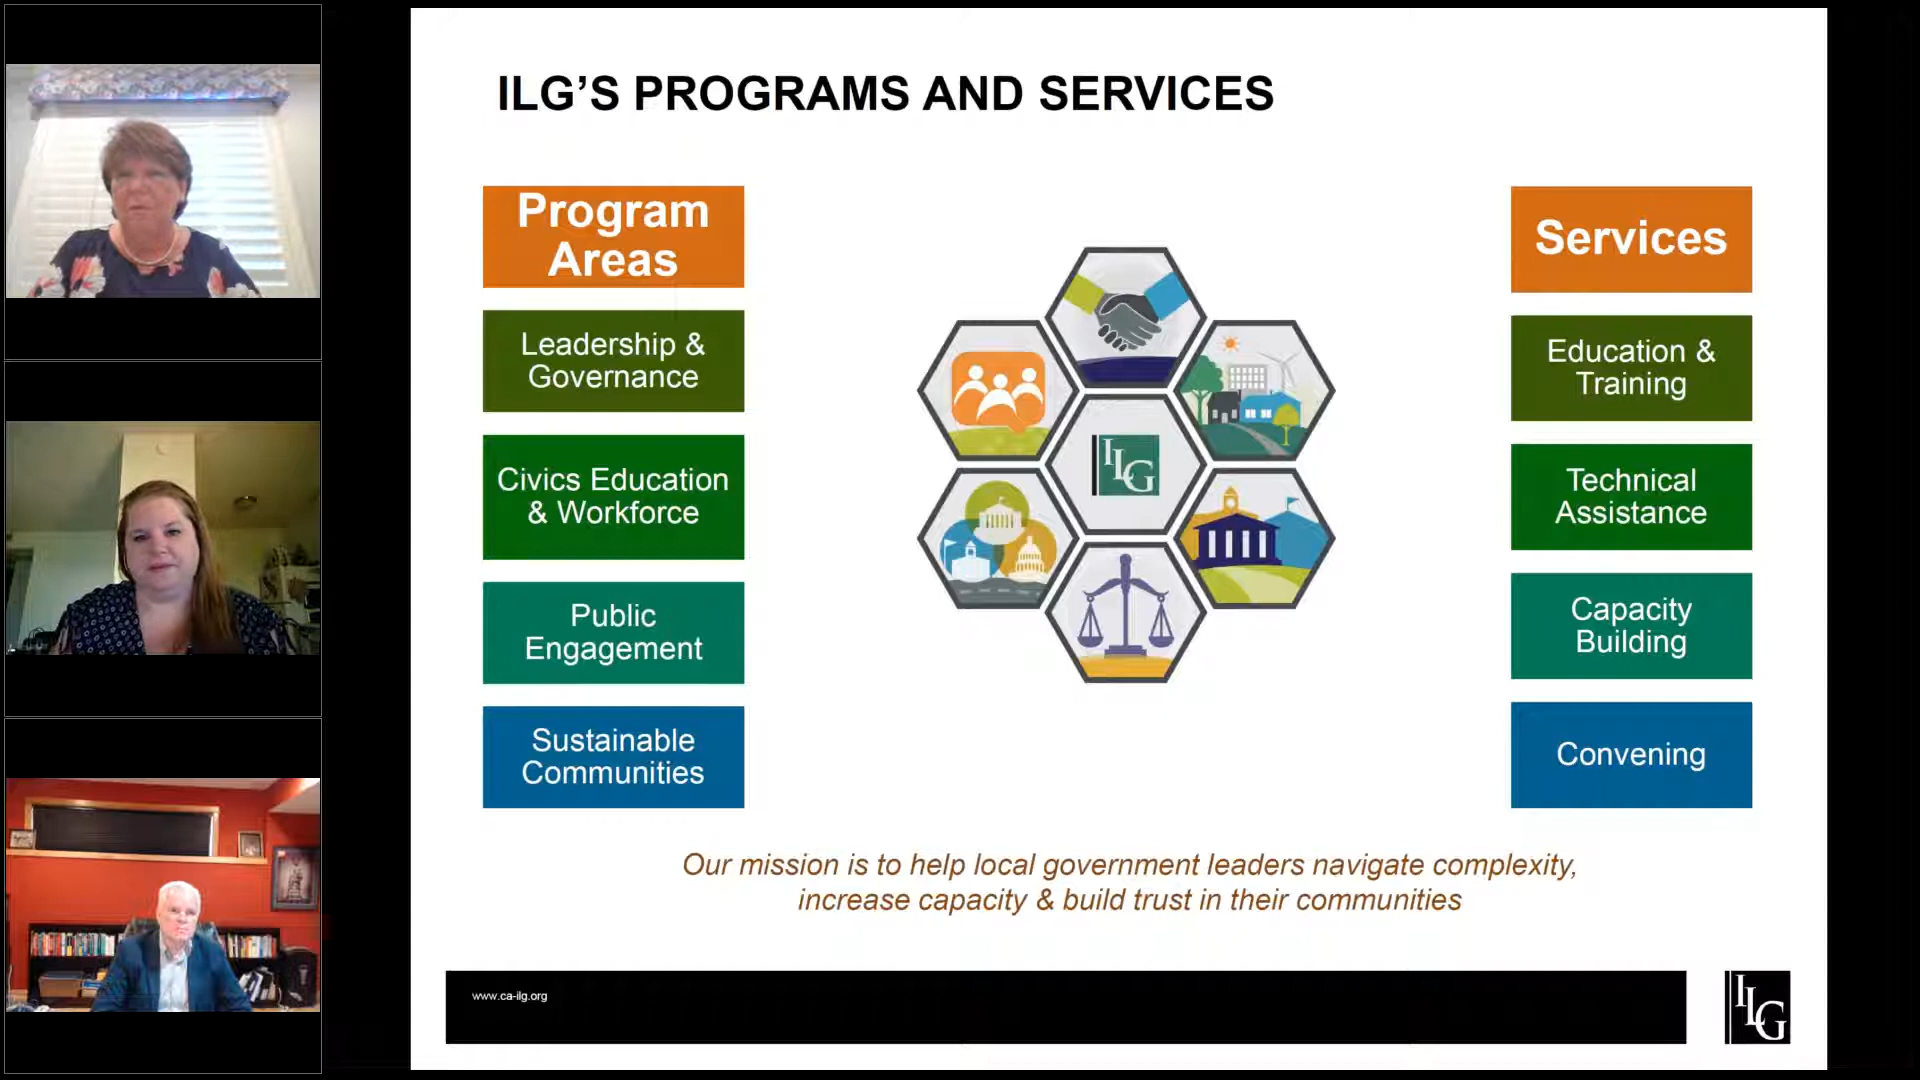 ILG’S PROGRAMS AND SERVICES
Program
Areas
Leadership &
Governance
Civics Education
& Workforce
Public
Engagement
Sustainable
Communities
ILG
Services
Education &
Training
Technical
Assistance
Capacity
Building
Convening
Our mission is to help local government leaders navigate complexity,
increase capacity & build trust in their communities
www.ca-ilg.org
ILG